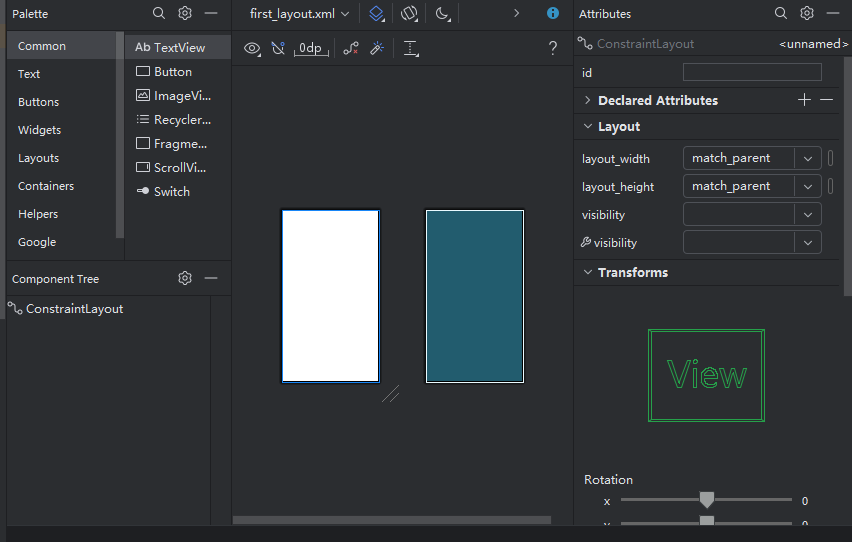 Palette
Common
Text
Buttons
Widgets
Layouts
Containers
Helpers
Google
Ab TextView
Button
ImageVi...
Recycler...
Fragme...
ScrollVi...
Switch
Component Tree
ConstraintLayout
first_layout.xml
0dp
?
Attributes
ConstraintLayout <unnamed>
id
Declared Attributes
Layout
layout_width match_parent
layout_height match_parent
visibility
visibility
Transforms
View
Rotation
x 0
y 0